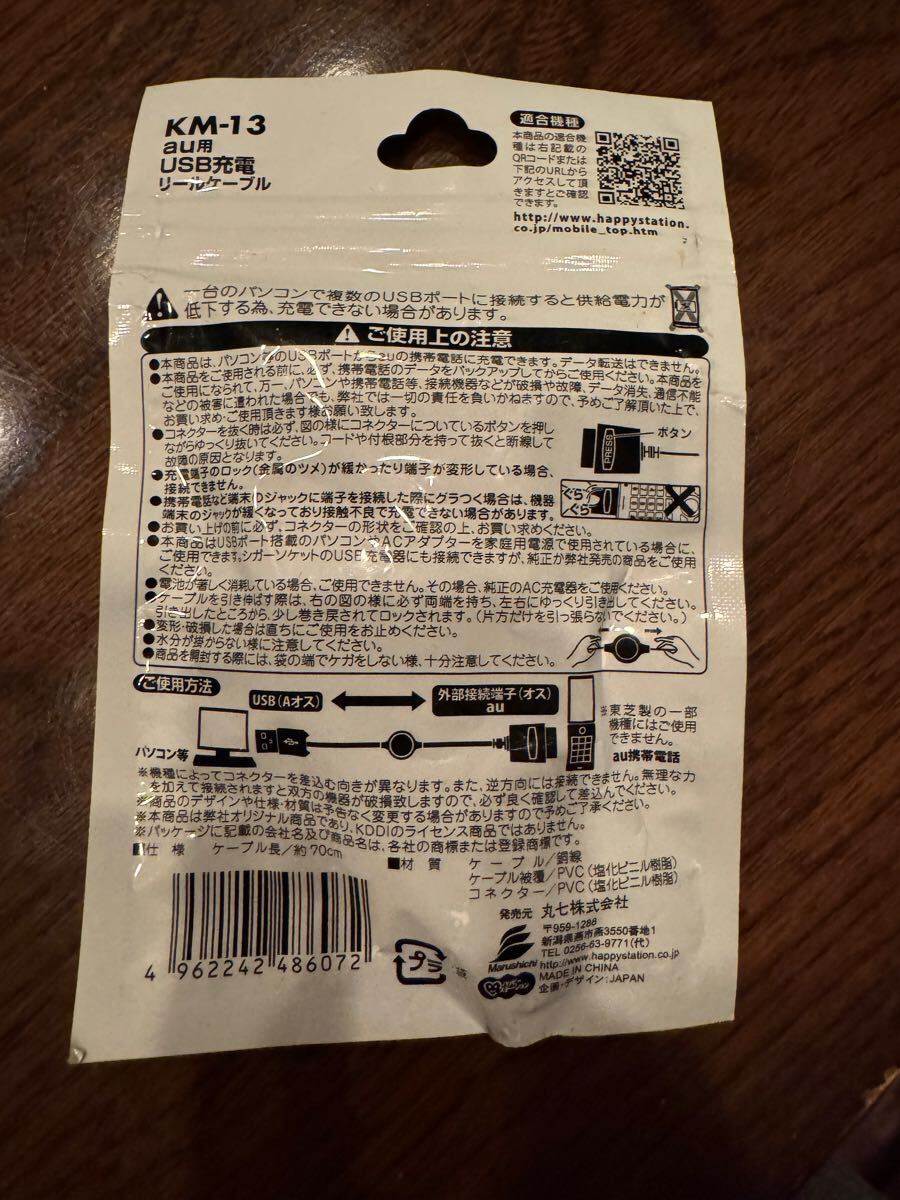 KM-13
au用
USB充電
リールケーブル
適合機種
本商品の適合機
種は右記載の
QRコードまたは
下記のURLから
アクセスして頂
きますとご確認
できます。
http://www.happystation.
co.jp/mobile_top.htm
一台のパソコンで複数のUSBポートに接続すると供給電力が
低下する為、充電できない場合があります。
ご使用上の注意
●本商品は、パソコン等のUSBポートからauの携帯電話に充電できます。データ転送はできません。
●本商品をご使用される前に必ず、携帯電話のデータをバックアップしてからご使用ください。本商品を
ご使用になられて、万一、パソコンや携帯電話等、接続機器などが破損や故障、データ消失、通信不能
などの被害に遭われた場合でも、弊社では一切の責任を負いかねますので、予めご了解頂いた上で、
お買い求め・ご使用頂きます様お願い致します。
●コネクターを抜く時は必ず、図の様にコネクターについているボタンを押し
ながらゆっくり抜いてください。コードや付根部分を持って抜くと断線して
故障の原因となります。
ボタン
PRESS
●充電端子のロック(金属のツメ)が緩かったり端子が変形している場合、
接続できません。
●携帯電話など端末のジャックに端子を接続した際にグラつく場合は、機器
端末のジャックが緩くなっており接触不良で充電できない場合があります。
ぐら
ぐら
●お買い上げの前に必ず、コネクターの形状をご確認の上、お買い求めください。
●本商品はUSBポート搭載のパソコンやACアダプターを家庭用電源で使用されている場合に、
ご使用できます。シガーソケットのUSB充電器にも接続できますが、純正か弊社発売の商品をご使用
ください。
●電池が著しく消耗している場合、ご使用できません。その場合、純正のAC充電器をご使用ください。
●ケーブルを引き伸ばす際は、右の図の様に必ず両端を持ち、左右にゆっくり引き出してください。
引き出したところから、少し巻き戻されてロックされます。(片方だけを引っ張らないでください。)
●変形・破損した場合は直ちにご使用をお止めください。
●水分が掛からない様に注意してください。
●商品を開封する際には、袋の端でケガをしない様、十分注意してください。
ご使用方法
USB(Aオス)
外部接続端子(オス)
au
パソコン等
※東芝製の一部
機種にはご使用
できません。
au携帯電話
※機種によってコネクターを差込む向きが異なります。また、逆方向には接続できません。無理な力
を加えて接続されますと双方の機器が破損致しますので、必ず良く確認して差込んでください。
※商品のデザインや仕様・材質は予告なく変更する場合がありますので予めご了承ください。
※本商品は弊社オリジナル商品であり、KDDIのライセンス商品ではありません。
※パッケージに記載の会社名及び商品名は、各社の商標または登録商標です。
■仕様 ケーブル長/約70cm
■材質 ケーブル/銅線
ケーブル被覆/PVC(塩化ビニル樹脂)
コネクター/PVC(塩化ビニル樹脂)
4 962242 486072
プラ
発売元 丸七株式会社
〒959-1286
新潟県燕市燕3550番地1
TEL 0256-63-9771(代)
http://www.happystation.co.jp
MADE IN CHINA
企画・デザイン:JAPAN
Marushichi